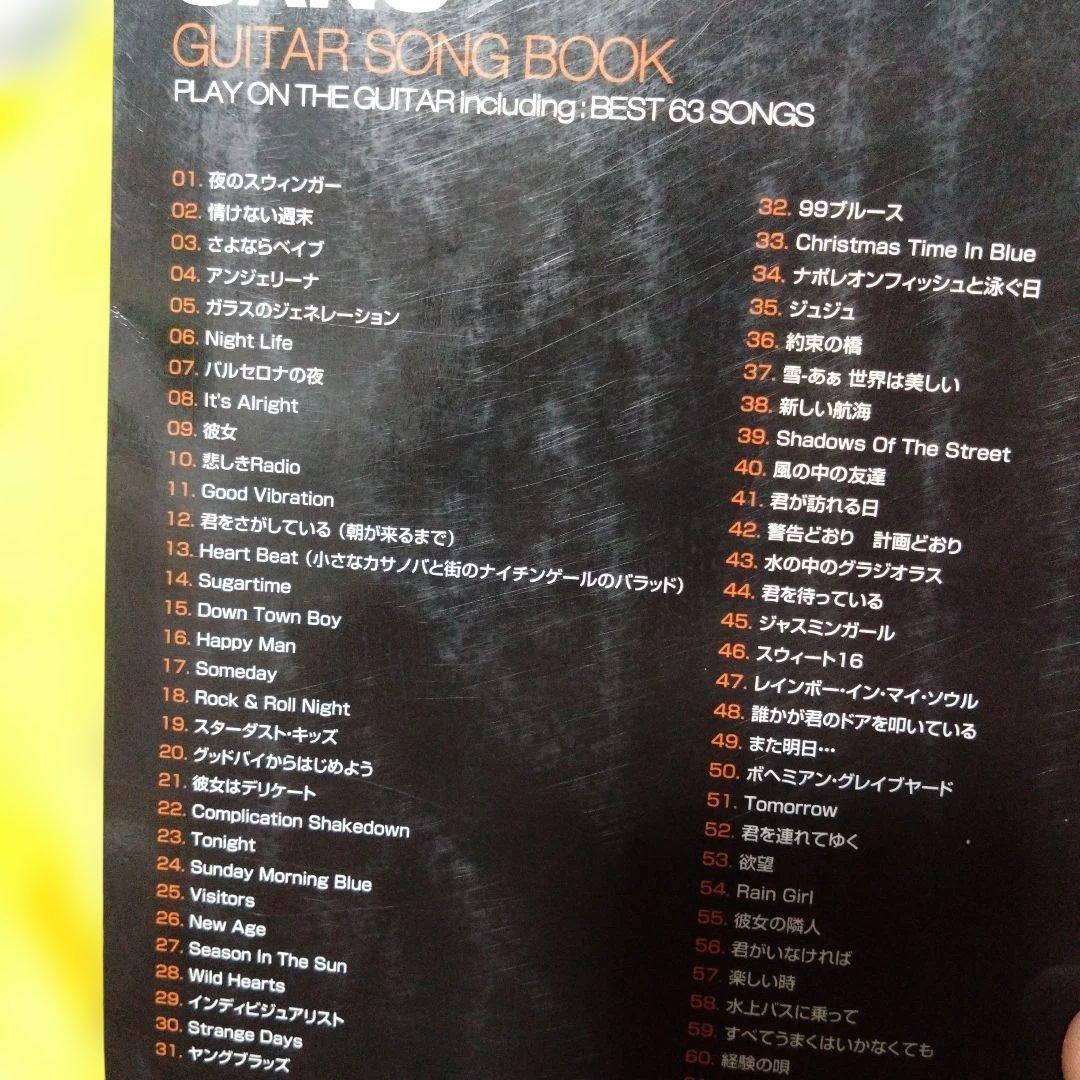 GUITAR SONG BOOK
PLAY ON THE GUITAR including : BEST 63 SONGS
01. 夜のスウィンガー
02. 情けない週末
03. さよならベイブ
04. アンジェリーナ
05. ガラスのジェネレーション
06. Night Life
07. バルセロナの夜
08. It's Alright
09. 彼女
10. 悲しきRadio
11. Good Vibration
12. 君をさがしている（朝が来るまで）
13. Heart Beat（小さなカサノバと街のナイチンゲールのバラッド）
14. Sugartime
15. Down Town Boy
16. Happy Man
17. Someday
18. Rock & Roll Night
19. スターダスト・キッズ
20. グッドバイからはじめよう
21. 彼女はデリケート
22. Complication Shakedown
23. Tonight
24. Sunday Morning Blue
25. Visitors
26. New Age
27. Season In The Sun
28. Wild Hearts
29. インディビジュアリスト
30. Strange Days
31. ヤングブラッズ
32. 99ブルース
33. Christmas Time In Blue
34. ナポレオンフィッシュと泳ぐ日
35. ジュジュ
36. 約束の橋
37. 雪-あぁ 世界は美しい
38. 新しい航海
39. Shadows Of The Street
40. 風の中の友達
41. 君が訪れる日
42. 警告どおり　計画どおり
43. 水の中のグラジオラス
44. 君を待っている
45. ジャスミンガール
46. スウィート16
47. レインボー・イン・マイ・ソウル
48. 誰かが君のドアを叩いている
49. また明日…
50. ボヘミアン・グレイブヤード
51. Tomorrow
52. 君を連れてゆく
53. 欲望
54. Rain Girl
55. 彼女の隣人
56. 君がいなければ
57. 楽しい時
58. 水上バスに乗って
59. すべてうまくはいかなくても
60. 経験の唄